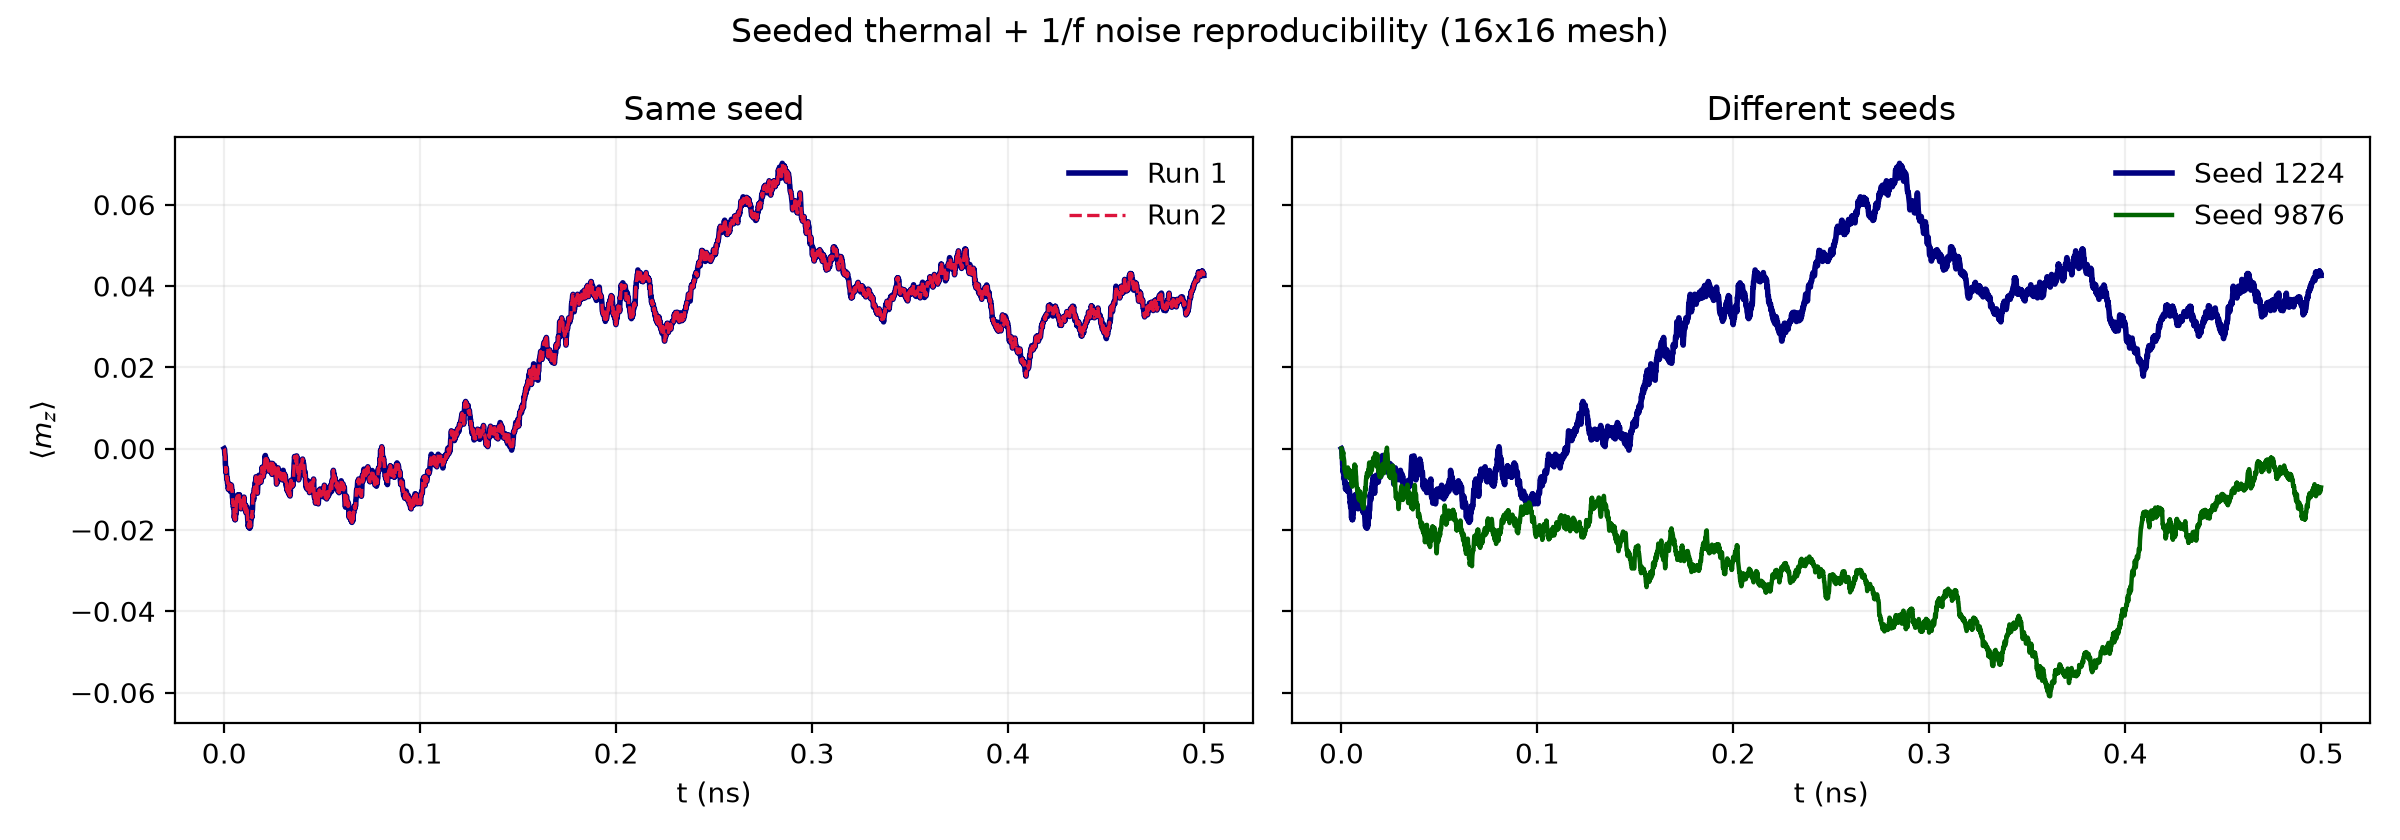 Seeded thermal + 1/f noise reproducibility (16x16 mesh)
Same seed
Run 1
Run 2
⟨m_z⟩
0.06
0.04
0.02
0.00
−0.02
−0.04
−0.06
0.0 0.1 0.2 0.3 0.4 0.5
t (ns)
Different seeds
Seed 1224
Seed 9876
0.0 0.1 0.2 0.3 0.4 0.5
t (ns)